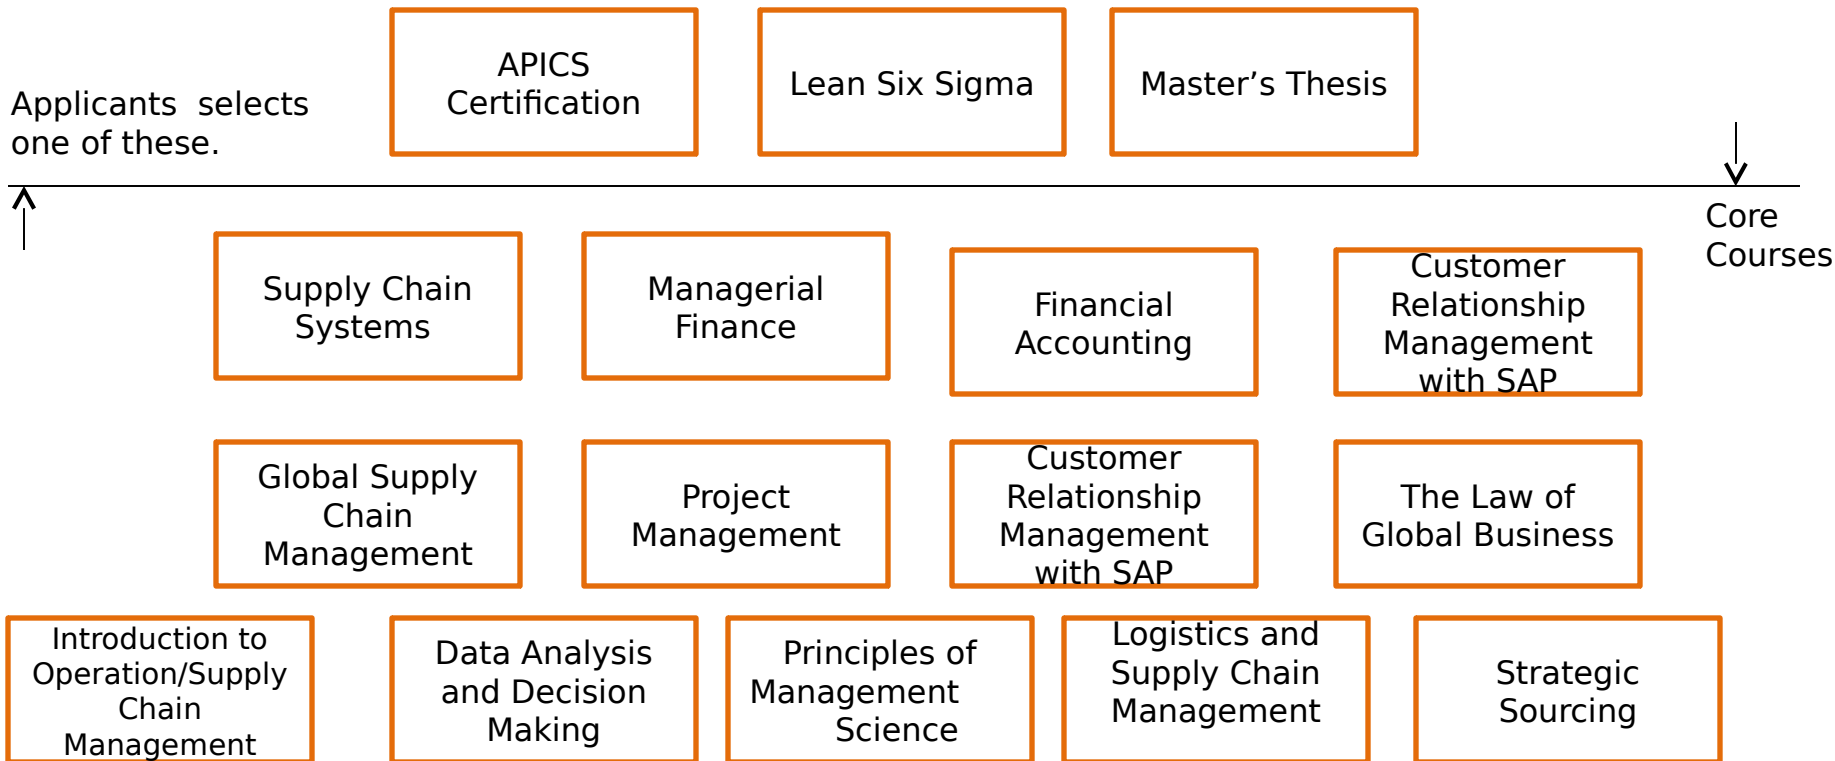 APICS
Certification
Lean Six Sigma
Master’s Thesis
Applicants  selects
one of these.
Core
Courses
Supply Chain
Systems
Managerial
Finance
Financial
Accounting
Customer
Relationship
Management
with SAP
Global Supply
Chain
Management
Project
Management
Customer
Relationship
Management
with SAP
The Law of
Global Business
Introduction to
Operation/Supply
Chain
Management
Data Analysis
and Decision
Making
Principles of
Management
Science
Logistics and
Supply Chain
Management
Strategic
Sourcing